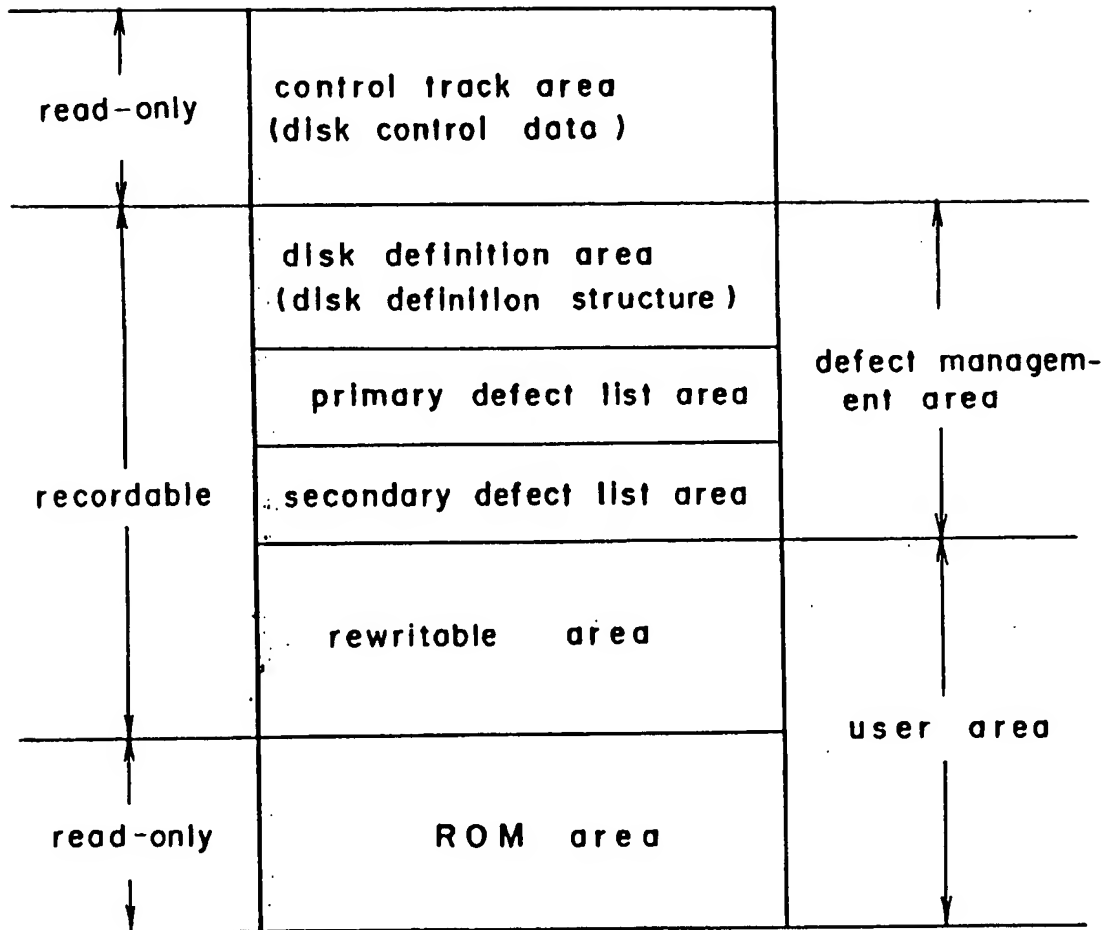 read-only
control track area
(disk control data)
disk definition area
(disk definition structure)
primary defect list area
defect managem-
ent area
recordable
secondary defect list area
rewritable area
user area
read-only
ROM area